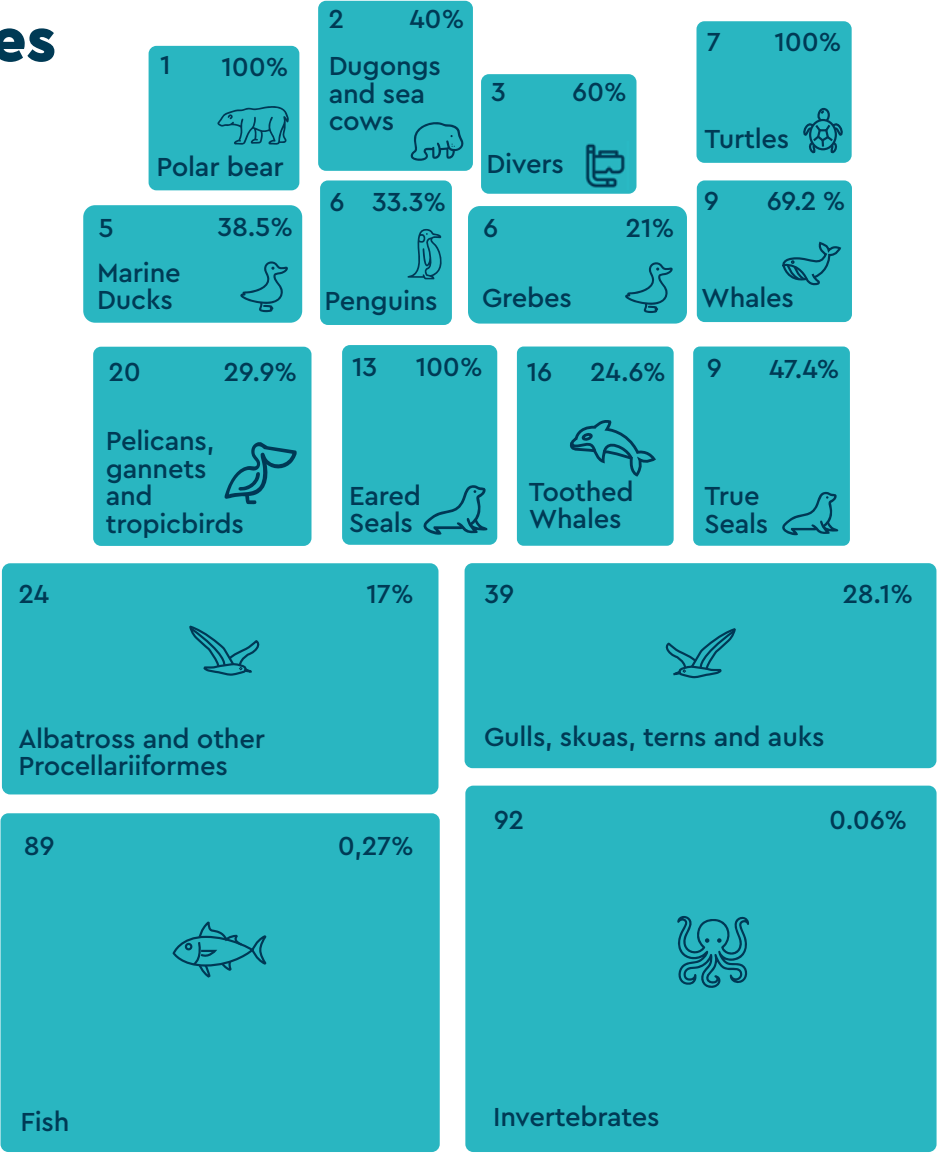 es
1 100%
Polar bear
2 40%
Dugongs
and sea
cows
3 60%
Divers
7 100%
Turtles
5 38.5%
Marine
Ducks
6 33.3%
Penguins
6 21%
Grebes
9 69.2 %
Whales
20 29.9%
Pelicans,
gannets
and
tropicbirds
13 100%
Eared
Seals
16 24.6%
Toothed
Whales
9 47.4%
True
Seals
24 17%
Albatross and other
Procellariiformes
39 28.1%
Gulls, skuas, terns and auks
89 0,27%
Fish
92 0.06%
Invertebrates